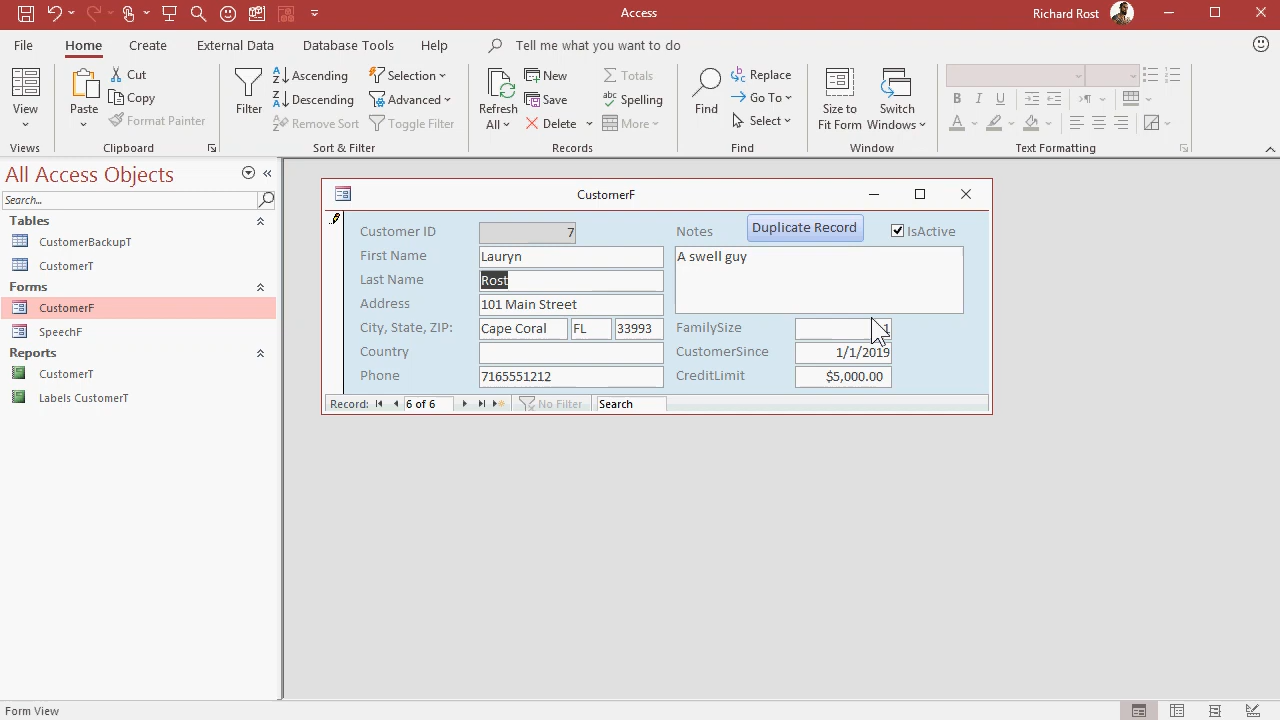 Access
Richard Rost
File
Home
Create
External Data
Database Tools
Help
Tell me what you want to do
View
Views
Paste
Cut
Copy
Format Painter
Clipboard
Filter
Ascending
Descending
Remove Sort
Selection
Advanced
Toggle Filter
Sort & Filter
Refresh
All
New
Save
Delete
Totals
Spelling
More
Records
Find
Replace
Go To
Select
Find
Size to
Fit Form
Switch
Windows
Window
B I U
A A
Text Formatting
All Access Objects
Search...
Tables
CustomerBackupT
CustomerT
Forms
CustomerF
SpeechF
Reports
CustomerT
Labels CustomerT
CustomerF
Customer ID 7
First Name Lauryn
Last Name Rost
Address 101 Main Street
City, State, ZIP: Cape Coral FL 33993
Country
Phone 7165551212
Notes
Duplicate Record
IsActive
A swell guy
FamilySize 1
CustomerSince 1/1/2019
CreditLimit $5,000.00
Record: 6 of 6 No Filter Search
Form View